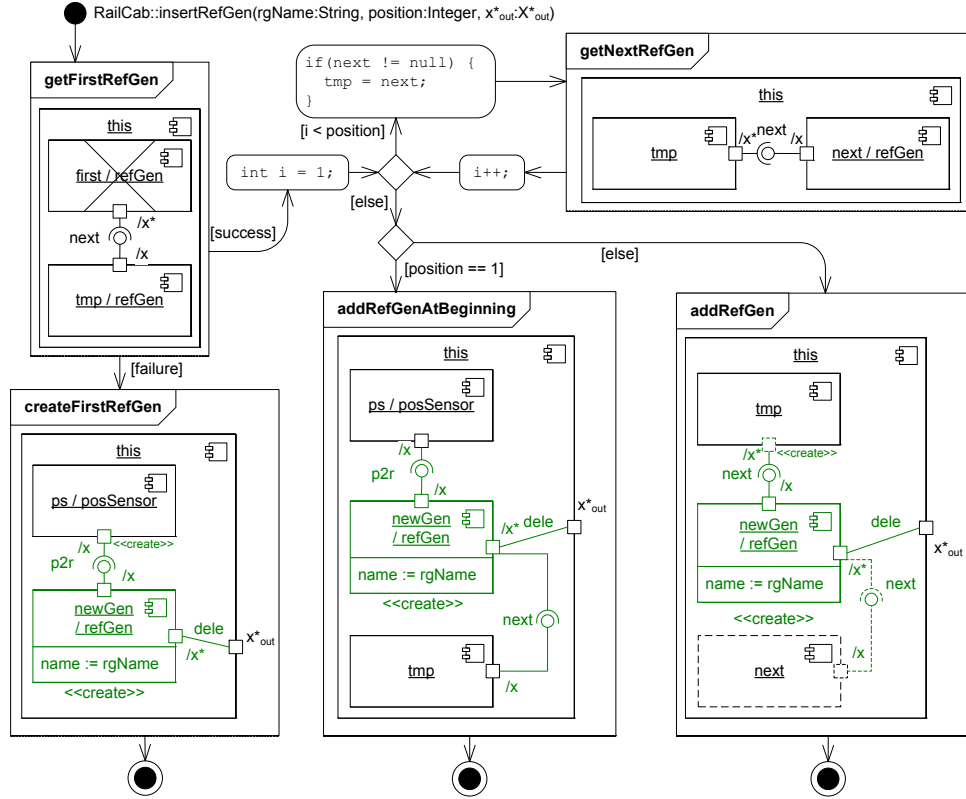 RailCab::insertRefGen(rgName:String, position:Integer, x*out:X*out)
getFirstRefGen
this
first / refGen
/x*
next
/x
tmp / refGen
[success]
[failure]
int i = 1;
if(next != null) {
tmp = next;
}
[i < position]
i++;
[else]
[position == 1]
[else]
getNextRefGen
this
tmp
/x*
next
/x
next / refGen
createFirstRefGen
this
ps / posSensor
/x
<<create>>
p2r
/x
newGen
/ refGen
dele
/x*
x*out
name := rgName
<<create>>
addRefGenAtBeginning
this
ps / posSensor
/x
p2r
/x
newGen
/ refGen
/x*
dele
x*out
name := rgName
<<create>>
next
tmp
/x
addRefGen
this
tmp
/x*
<<create>>
next
/x
newGen
/ refGen
dele
x*out
/x*
name := rgName
next
<<create>>
/x
next